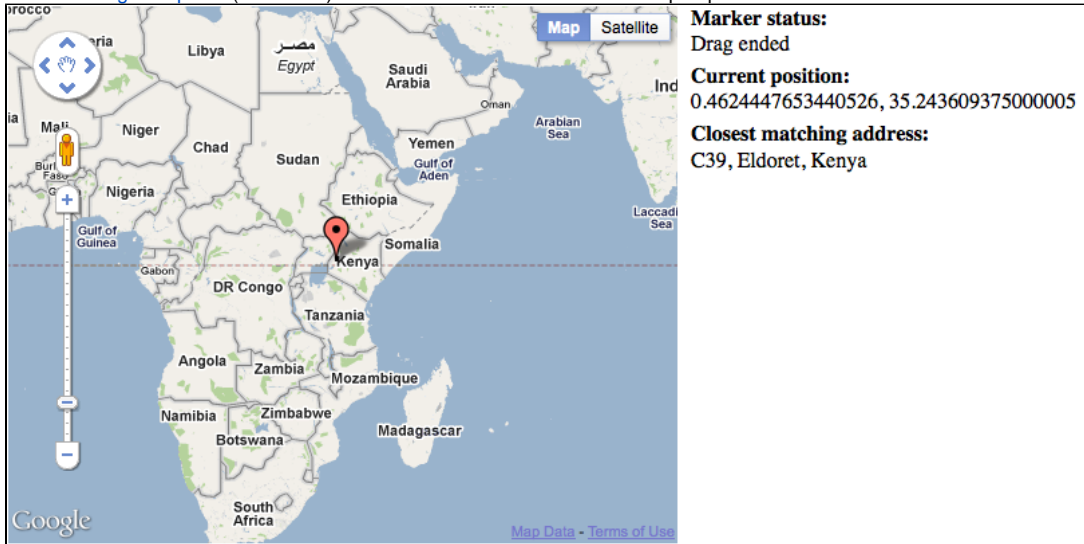 Map Satellite
Libya
مصر
Egypt
Saudi
Arabia
Oman
Arabian
Sea
Mali
Niger
Chad
Sudan
Yemen
Gulf of
Aden
Nigeria
Ethiopia
Laccadi
Sea
Gulf of
Guinea
Somalia
Gabon
Kenya
DR Congo
Tanzania
Angola
Zambia
Mozambique
Namibia
Zimbabwe
Botswana
Madagascar
South
Africa
Google
Map Data - Terms of Use
Marker status:
Drag ended
Current position:
0.4624447653440526, 35.243609375000005
Closest matching address:
C39, Eldoret, Kenya